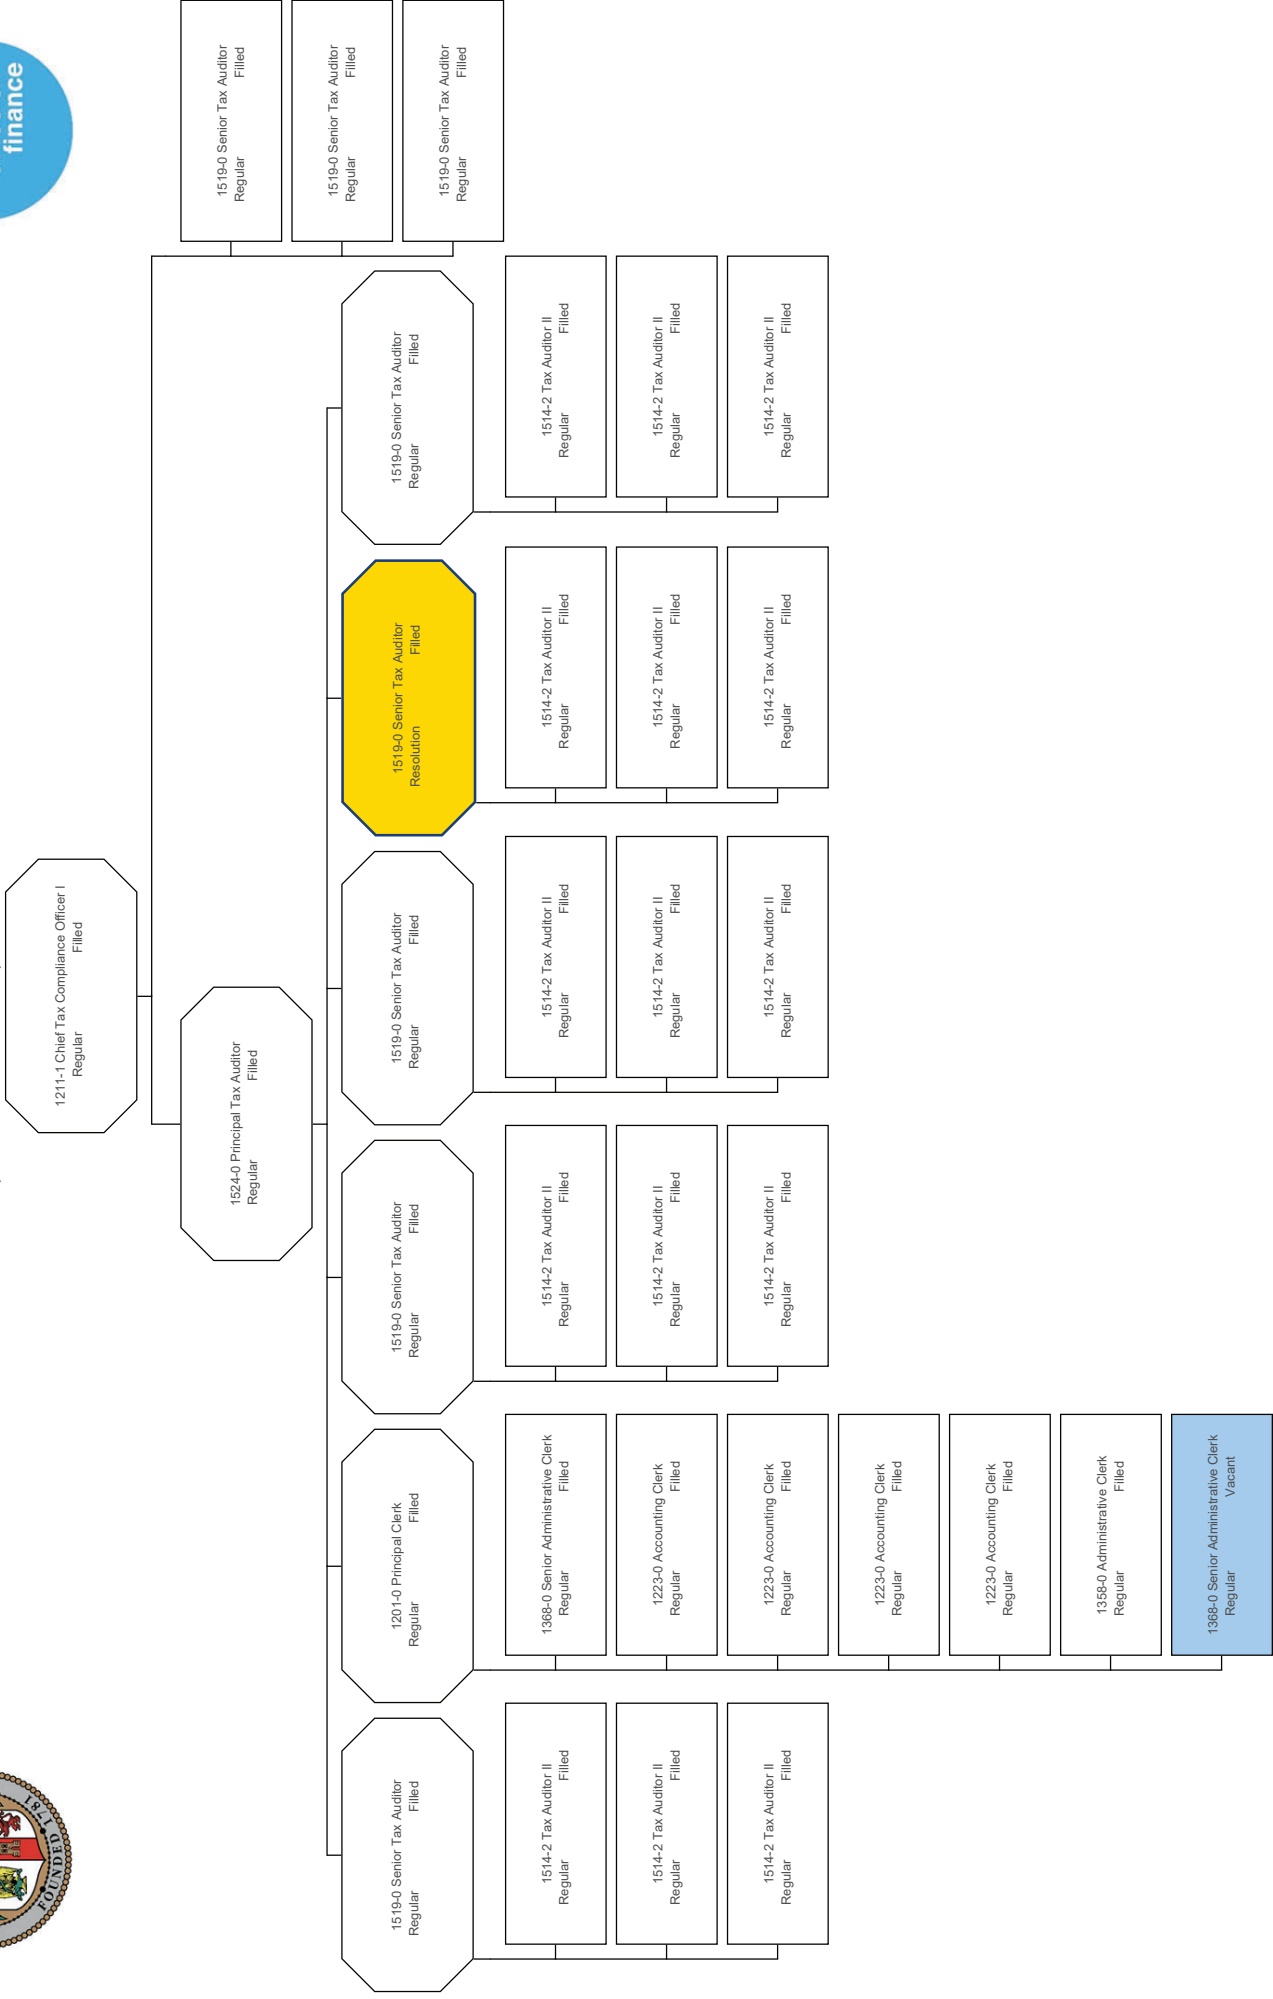 finance
FOUNDED 1781
1211-1 Chief Tax Compliance Officer I
Regular Filled
1524-0 Principal Tax Auditor
Regular Filled
1519-0 Senior Tax Auditor
Regular Filled
1514-2 Tax Auditor II
Regular Filled
1514-2 Tax Auditor II
Regular Filled
1514-2 Tax Auditor II
Regular Filled
1201-0 Principal Clerk
Regular Filled
1368-0 Senior Administrative Clerk
Regular Filled
1223-0 Accounting Clerk
Regular Filled
1223-0 Accounting Clerk
Regular Filled
1223-0 Accounting Clerk
Regular Filled
1223-0 Accounting Clerk
Regular Filled
1358-0 Administrative Clerk
Regular Filled
1368-0 Senior Administrative Clerk
Regular Vacant
1519-0 Senior Tax Auditor
Regular Filled
1514-2 Tax Auditor II
Regular Filled
1514-2 Tax Auditor II
Regular Filled
1514-2 Tax Auditor II
Regular Filled
1519-0 Senior Tax Auditor
Regular Filled
1514-2 Tax Auditor II
Regular Filled
1514-2 Tax Auditor II
Regular Filled
1514-2 Tax Auditor II
Regular Filled
1519-0 Senior Tax Auditor
Resolution Filled
1514-2 Tax Auditor II
Regular Filled
1514-2 Tax Auditor II
Regular Filled
1514-2 Tax Auditor II
Regular Filled
1519-0 Senior Tax Auditor
Regular Filled
1514-2 Tax Auditor II
Regular Filled
1514-2 Tax Auditor II
Regular Filled
1514-2 Tax Auditor II
Regular Filled
1519-0 Senior Tax Auditor
Regular Filled
1519-0 Senior Tax Auditor
Regular Filled
1519-0 Senior Tax Auditor
Regular Filled